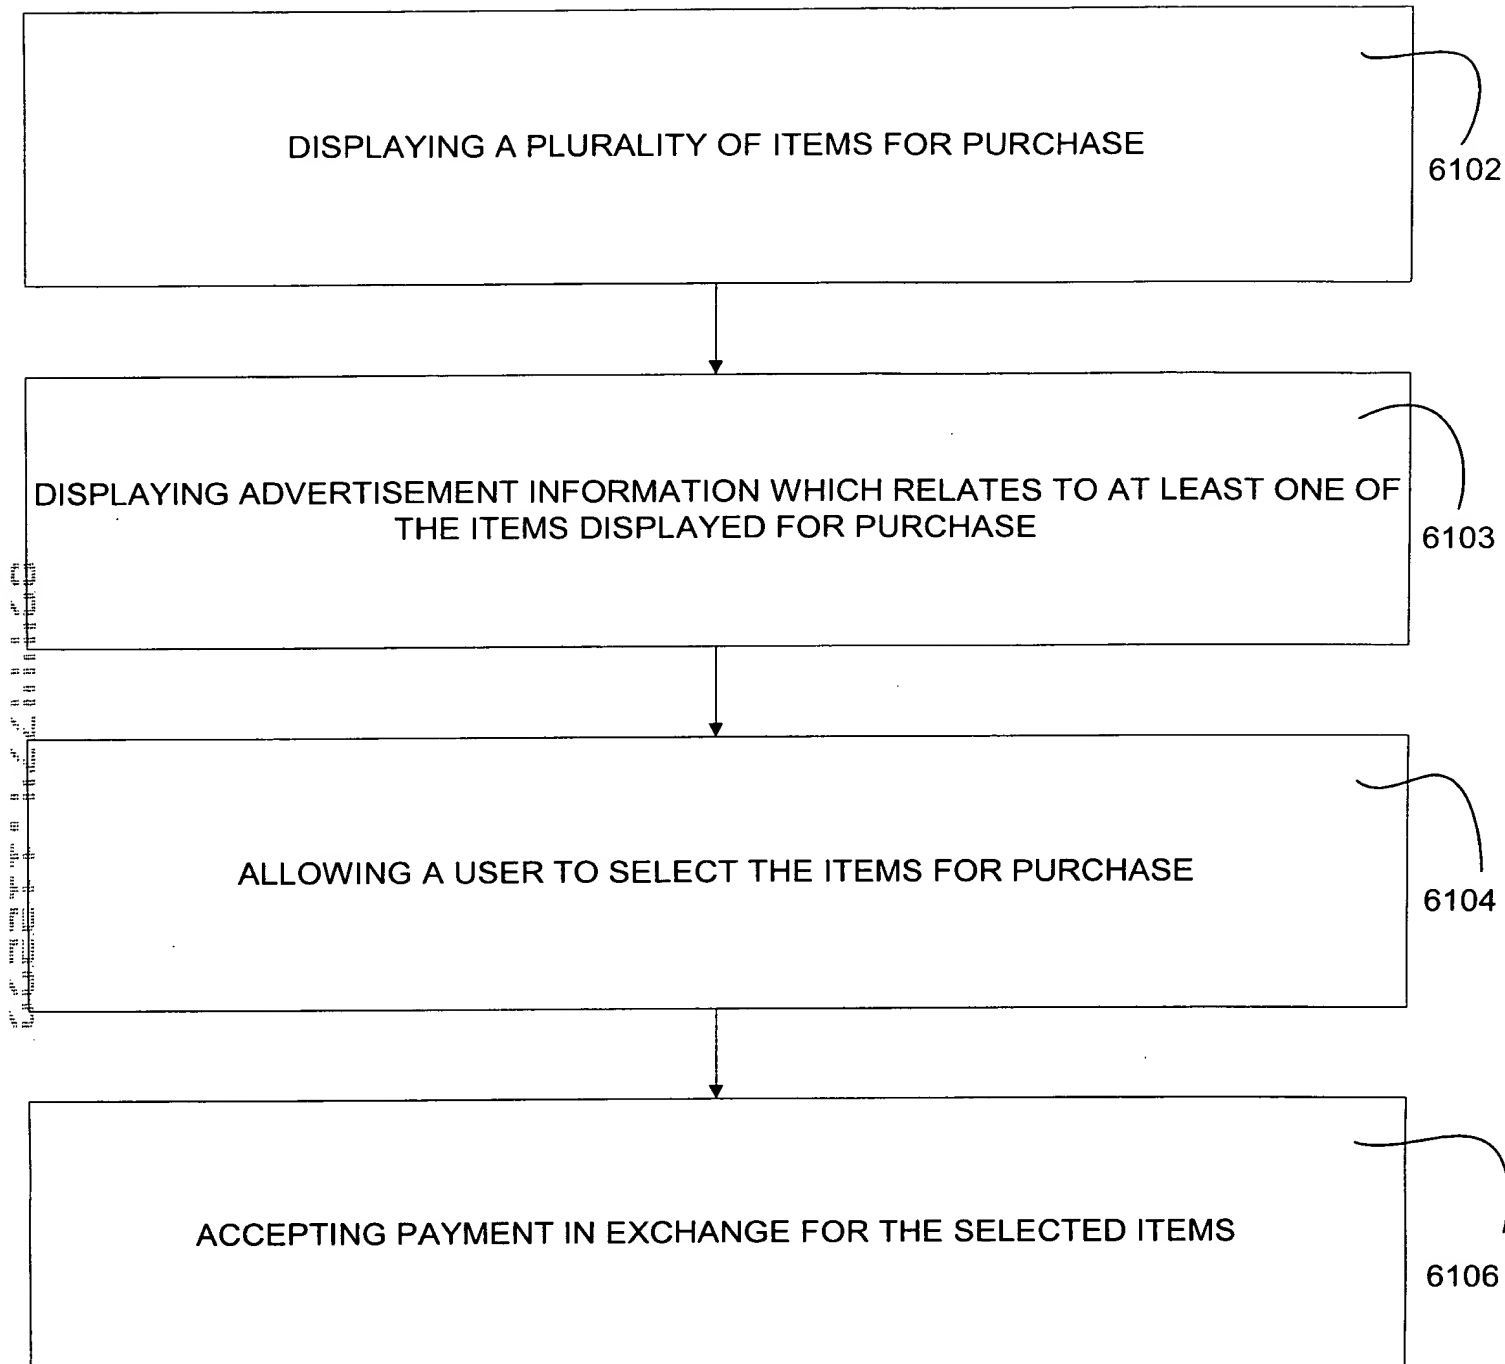 DISPLAYING A PLURALITY OF ITEMS FOR PURCHASE
6102
DISPLAYING ADVERTISEMENT INFORMATION WHICH RELATES TO AT LEAST ONE OF
THE ITEMS DISPLAYED FOR PURCHASE
6103
ALLOWING A USER TO SELECT THE ITEMS FOR PURCHASE
6104
ACCEPTING PAYMENT IN EXCHANGE FOR THE SELECTED ITEMS
6106